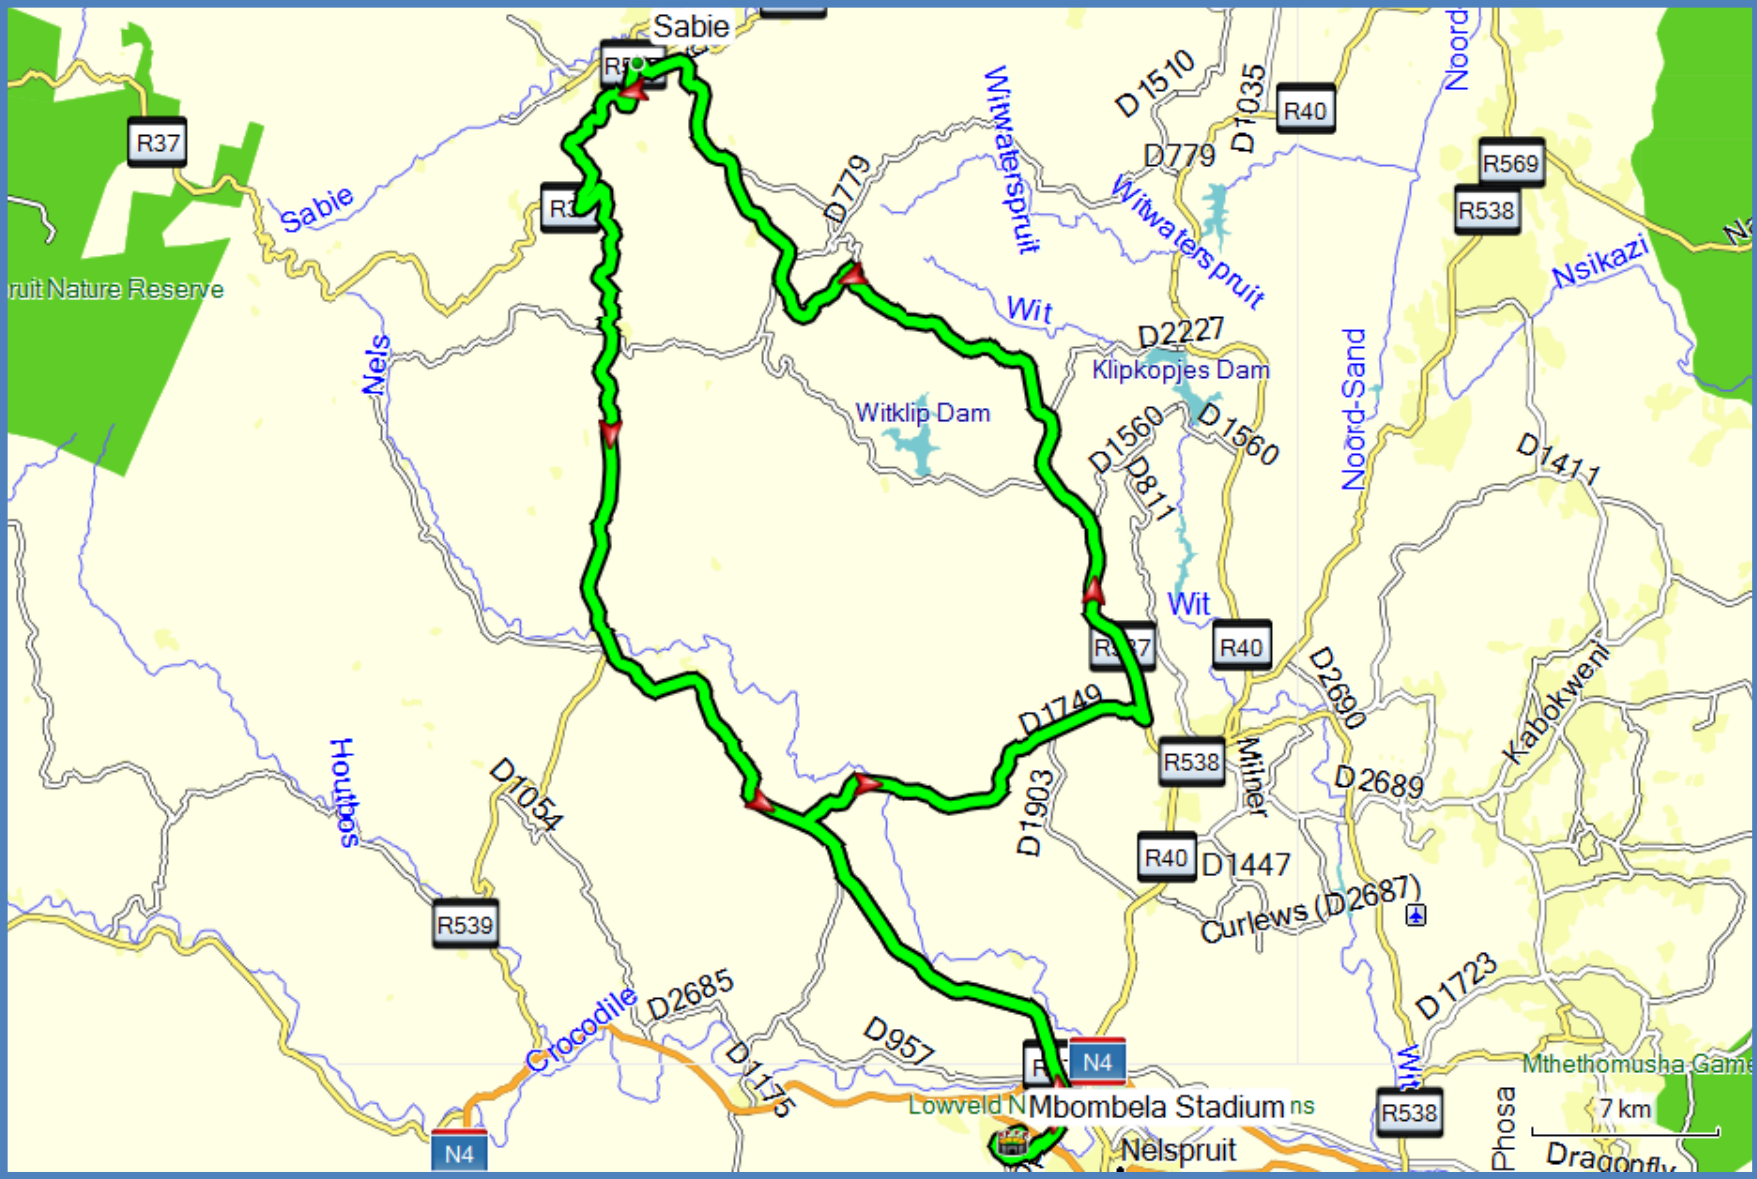 Sabie
R40
D1510
D1035
Noord
R37
Witwaterspruit
D779
R569
R538
Sabie
D779
Witwaterspruit
Nsikazi
ruit Nature Reserve
Wit
D2227
Nels
Klipkopjes Dam
Noord-Sand
Witklip Dam
D1560
D1560
D811
D1411
Wit
R40
D2690
Kabokweni
D1749
R538
Milner
D2689
Houtbos
D1054
D1903
R40
D1447
Curlews (D2687)
R539
D1723
D2685
Crocodile
D957
N4
D1175
Wit
Mthethomusha Game
Lowveld N
Mbombela Stadium
ns
R538
7 km
Phosa
N4
Nelspruit
Dragonfly